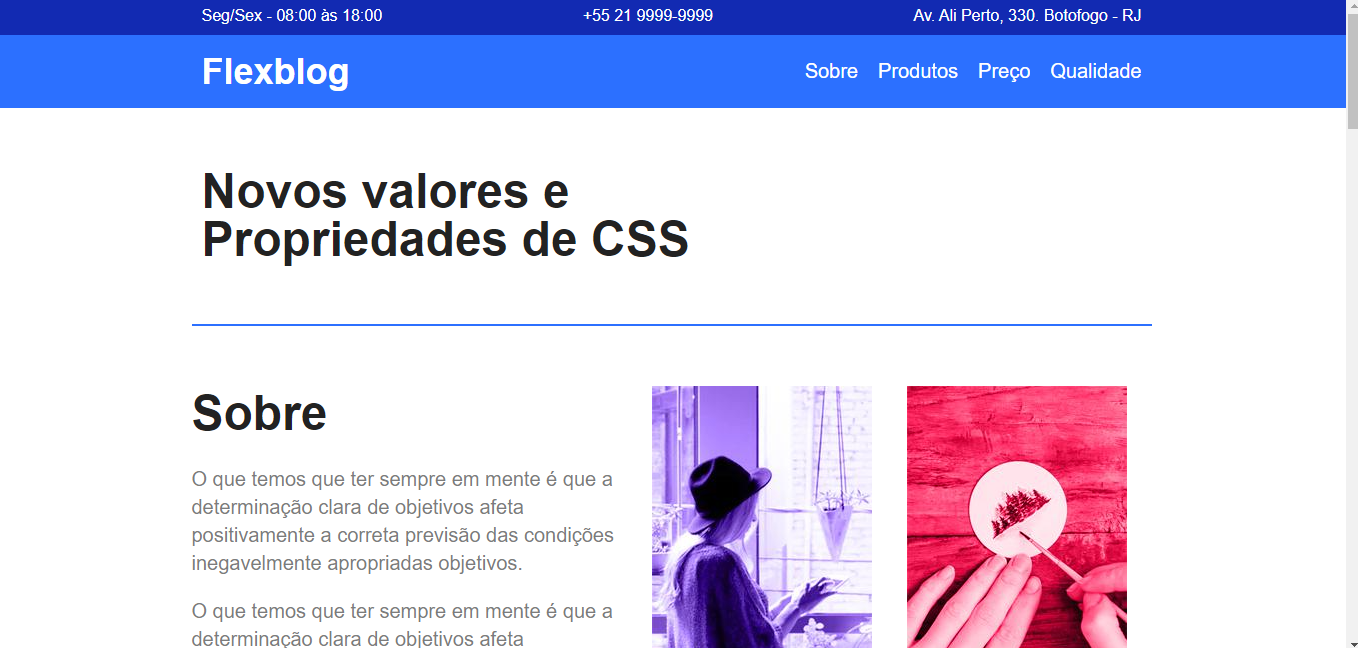 Seg/Sex - 08:00 às 18:00
+55 21 9999-9999
Av. Ali Perto, 330. Botofogo - RJ
Flexblog
Sobre
Produtos
Preço
Qualidade
Novos valores e
Propriedades de CSS
Sobre
O que temos que ter sempre em mente é que a
determinação clara de objetivos afeta
positivamente a correta previsão das condições
inegavelmente apropriadas objetivos.
O que temos que ter sempre em mente é que a
determinação clara de objetivos afeta